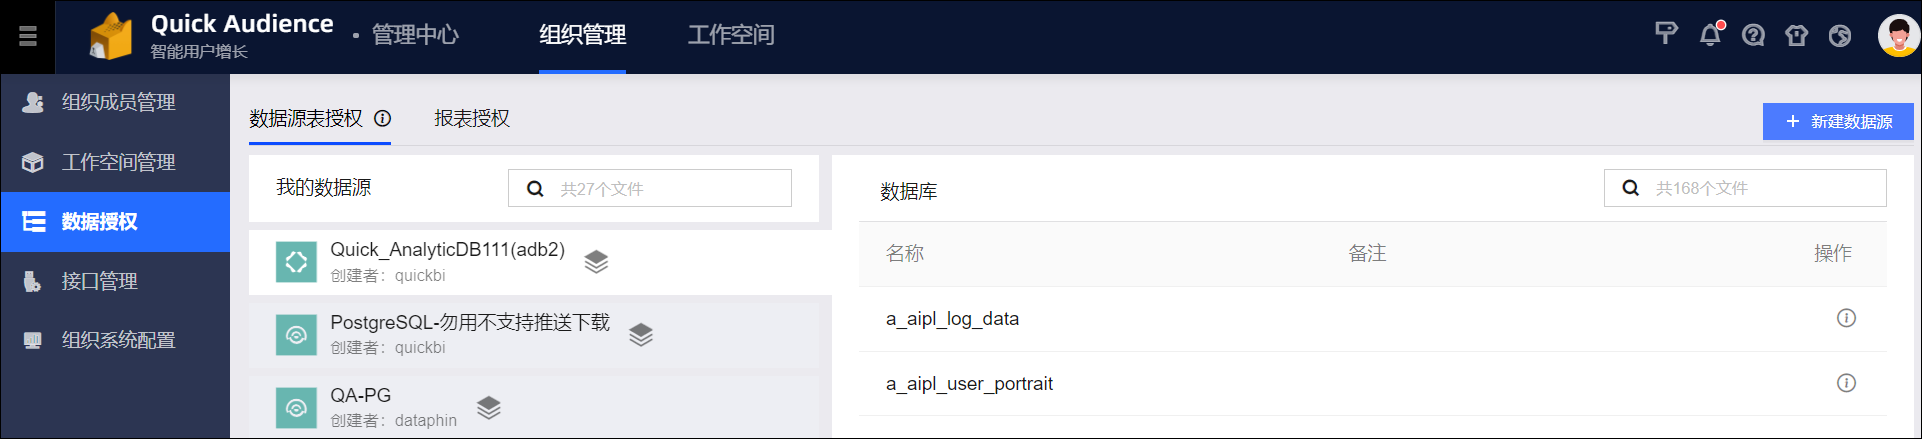 Quick Audience
智能用户增长
· 管理中心
组织管理
工作空间
组织成员管理
工作空间管理
数据授权
接口管理
组织系统配置
数据源表授权
报表授权
+ 新建数据源
我的数据源
共27个文件
Quick_AnalyticDB111(adb2)
创建者：quickbi
PostgreSQL-勿用不支持推送下载
创建者：quickbi
QA-PG
创建者：dataphin
数据库
共168个文件
名称 备注 操作
a_aipl_log_data
a_aipl_user_portrait